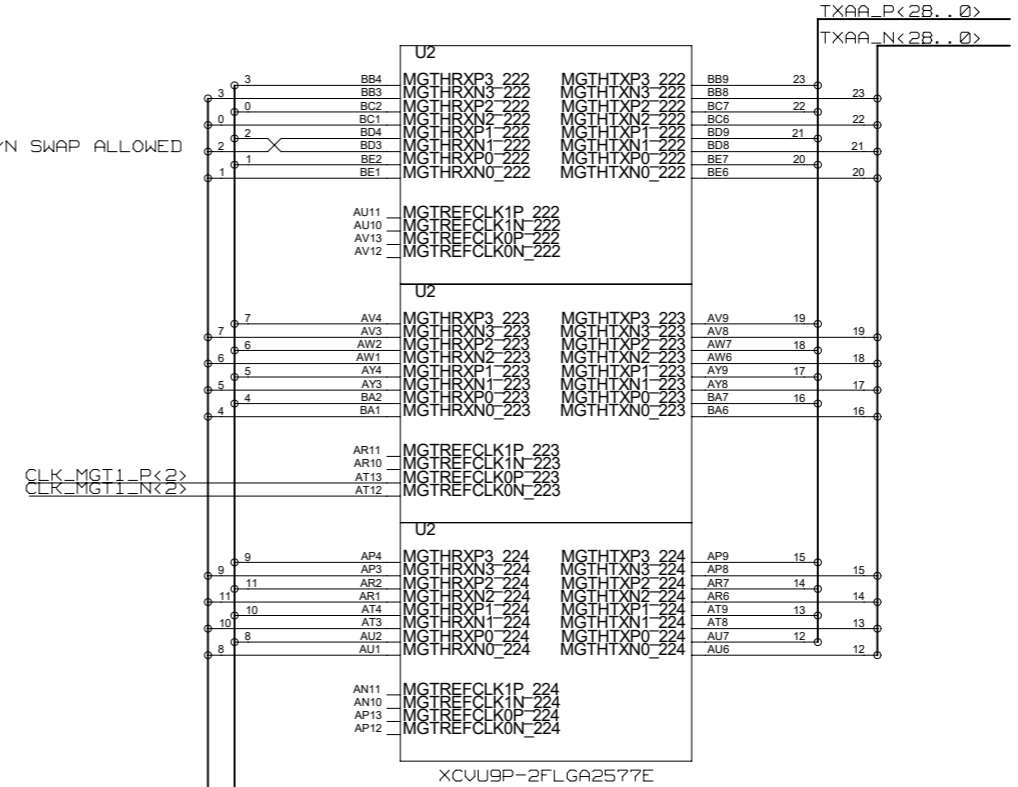 TXAA_P<28..0>
TXAA_N<28..0>
U2
3 BB4 MGTHRXP3_222 MGTHTXP3_222 BB9 23
3 BB3 MGTHRXN3_222 MGTHTXN3_222 BB8 23
0 BC2 MGTHRXP2_222 MGTHTXP2_222 BC7 22
0 BC1 MGTHRXN2_222 MGTHTXN2_222 BC6 22
2 BD4 MGTHRXP1_222 MGTHTXP1_222 BD9 21
N SWAP ALLOWED 2 BD3 MGTHRXN1_222 MGTHTXN1_222 BD8 21
1 BE2 MGTHRXP0_222 MGTHTXP0_222 BE7 20
1 BE1 MGTHRXN0_222 MGTHTXN0_222 BE6 20
AU11 MGTREFCLK1P_222
AU10 MGTREFCLK1N_222
AV13 MGTREFCLK0P_222
AV12 MGTREFCLK0N_222
U2
7 AV4 MGTHRXP3_223 MGTHTXP3_223 AV9 19
7 AV3 MGTHRXN3_223 MGTHTXN3_223 AV8 19
6 AW2 MGTHRXP2_223 MGTHTXP2_223 AW7 18
6 AW1 MGTHRXN2_223 MGTHTXN2_223 AW6 18
5 AY4 MGTHRXP1_223 MGTHTXP1_223 AY9 17
5 AY3 MGTHRXN1_223 MGTHTXN1_223 AY8 17
4 BA2 MGTHRXP0_223 MGTHTXP0_223 BA7 16
4 BA1 MGTHRXN0_223 MGTHTXN0_223 BA6 16
AR11 MGTREFCLK1P_223
AR10 MGTREFCLK1N_223
CLK_MGT1_P<2> AT13 MGTREFCLK0P_223
CLK_MGT1_N<2> AT12 MGTREFCLK0N_223
U2
9 AP4 MGTHRXP3_224 MGTHTXP3_224 AP9 15
9 AP3 MGTHRXN3_224 MGTHTXN3_224 AP8 15
11 AR2 MGTHRXP2_224 MGTHTXP2_224 AR7 14
11 AR1 MGTHRXN2_224 MGTHTXN2_224 AR6 14
10 AT4 MGTHRXP1_224 MGTHTXP1_224 AT9 13
10 AT3 MGTHRXN1_224 MGTHTXN1_224 AT8 13
8 AU2 MGTHRXP0_224 MGTHTXP0_224 AU7 12
8 AU1 MGTHRXN0_224 MGTHTXN0_224 AU6 12
AN11 MGTREFCLK1P_224
AN10 MGTREFCLK1N_224
AP13 MGTREFCLK0P_224
AP12 MGTREFCLK0N_224
XCVU9P-2FLGA2577E